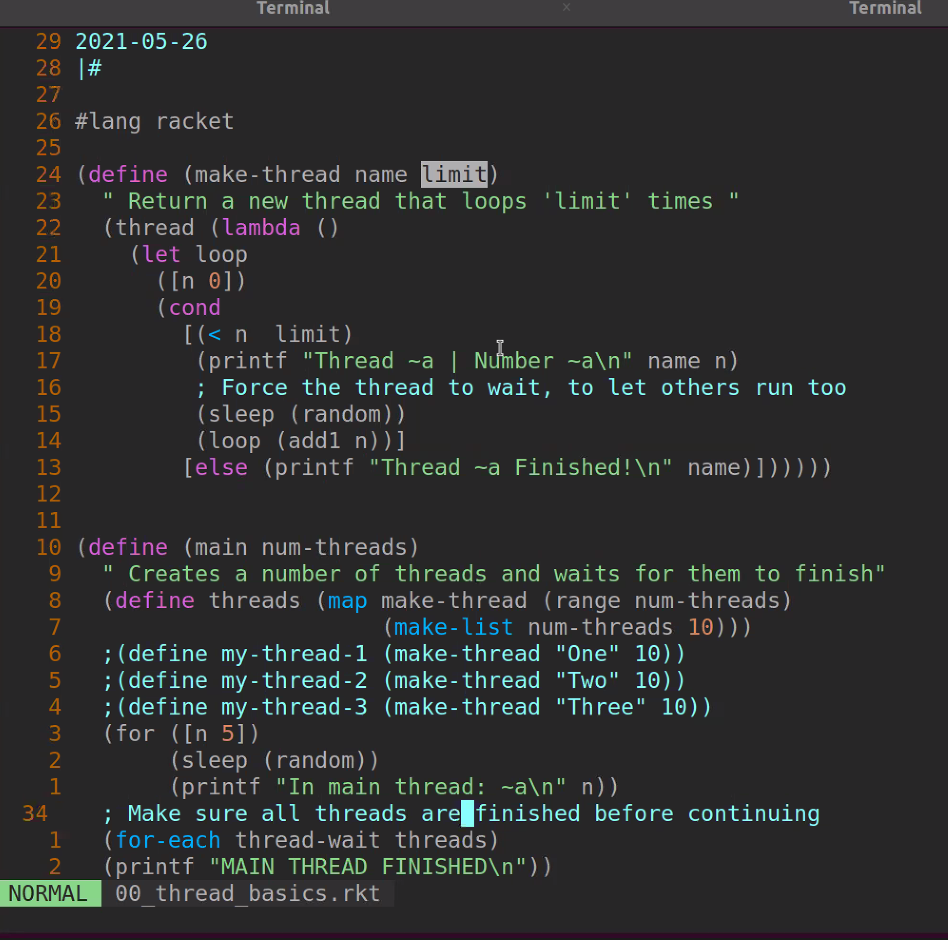 Terminal × Terminal
29 2021-05-26
28 |#
27
26 #lang racket
25
24 (define (make-thread name limit)
23   " Return a new thread that loops 'limit' times "
22   (thread (lambda ()
21     (let loop
20       ([n 0])
19       (cond
18         [(< n  limit)
17          (printf "Thread ~a | Number ~a\n" name n)
16          ; Force the thread to wait, to let others run too
15          (sleep (random))
14          (loop (add1 n))]
13         [else (printf "Thread ~a Finished!\n" name)])))))
12
11
10 (define (main num-threads)
9   " Creates a number of threads and waits for them to finish"
8   (define threads (map make-thread (range num-threads)
7                        (make-list num-threads 10)))
6   ;(define my-thread-1 (make-thread "One" 10))
5   ;(define my-thread-2 (make-thread "Two" 10))
4   ;(define my-thread-3 (make-thread "Three" 10))
3   (for ([n 5])
2        (sleep (random))
1        (printf "In main thread: ~a\n" n))
34   ; Make sure all threads are finished before continuing
1   (for-each thread-wait threads)
2   (printf "MAIN THREAD FINISHED\n"))
NORMAL 00_thread_basics.rkt